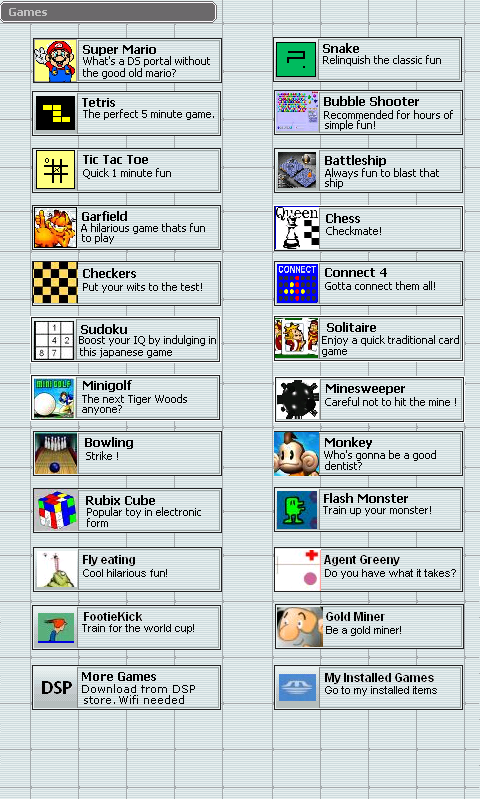 Games
Super Mario
What's a DS portal without
the good old mario?
Snake
Relinquish the classic fun
Tetris
The perfect 5 minute game.
Bubble Shooter
Recommended for hours of
simple fun!
Tic Tac Toe
Quick 1 minute fun
Battleship
Always fun to blast that
ship
Garfield
A hilarious game thats fun
to play
Queen
Chess
Checkmate!
Checkers
Put your wits to the test!
CONNECT
Connect 4
Gotta connect them all!
1
4 2
8 7
Sudoku
Boost your IQ by indulging in
this japanese game
Solitaire
Enjoy a quick traditional card
game
MINIGOLF
Minigolf
The next Tiger Woods
anyone?
Minesweeper
Careful not to hit the mine !
Bowling
Strike !
Monkey
Who's gonna be a good
dentist?
Rubix Cube
Popular toy in electronic
form
Flash Monster
Train up your monster!
Fly eating
Cool hilarious fun!
Agent Greeny
Do you have what it takes?
FootieKick
Train for the world cup!
Gold Miner
Be a gold miner!
DSP
More Games
Download from DSP
store. Wifi needed
My Installed Games
Go to my installed items